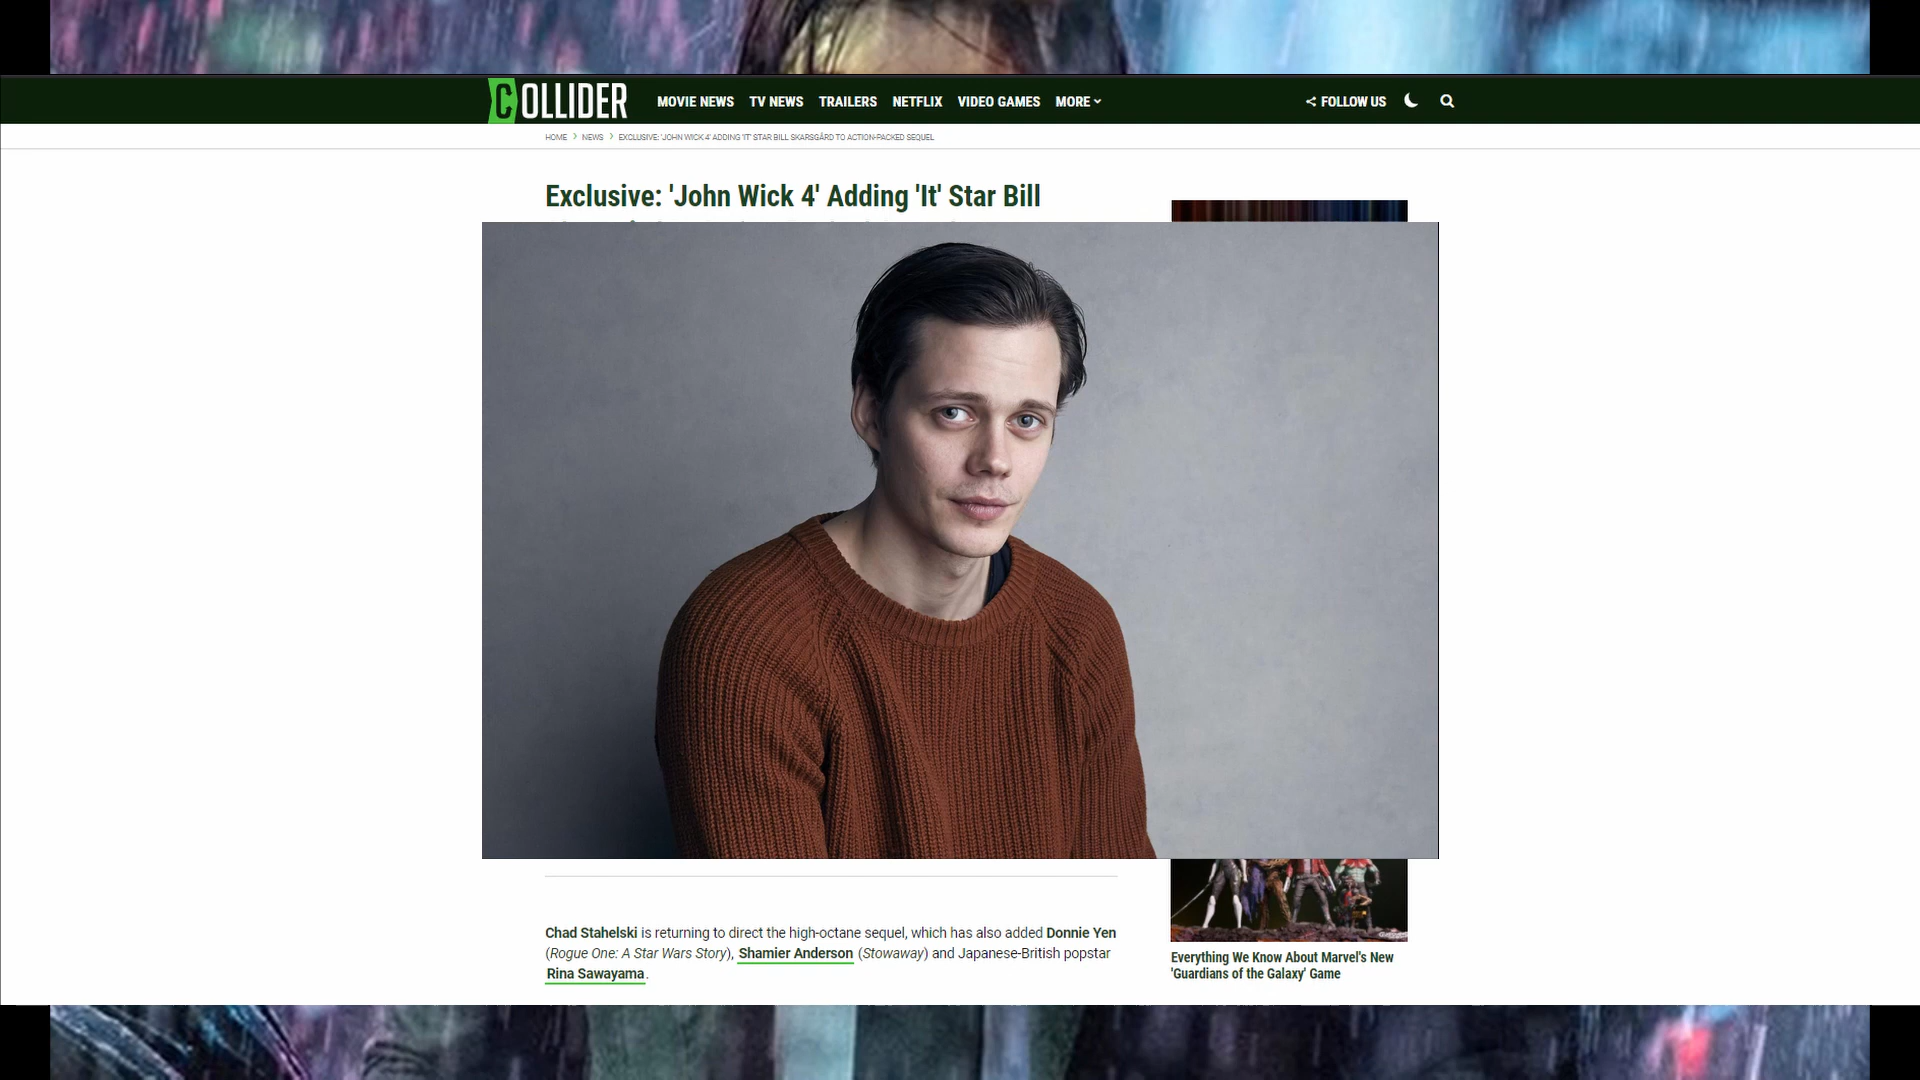 COLLIDER
MOVIE NEWS TV NEWS TRAILERS NETFLIX VIDEO GAMES MORE FOLLOW US
HOME > NEWS > EXCLUSIVE: 'JOHN WICK 4' ADDING 'IT' STAR BILL SKARSGÅRD TO ACTION-PACKED SEQUEL
Exclusive: 'John Wick 4' Adding 'It' Star Bill
Chad Stahelski is returning to direct the high-octane sequel, which has also added Donnie Yen
(Rogue One: A Star Wars Story), Shamier Anderson (Stowaway) and Japanese-British popstar
Rina Sawayama.
Everything We Know About Marvel's New
'Guardians of the Galaxy' Game